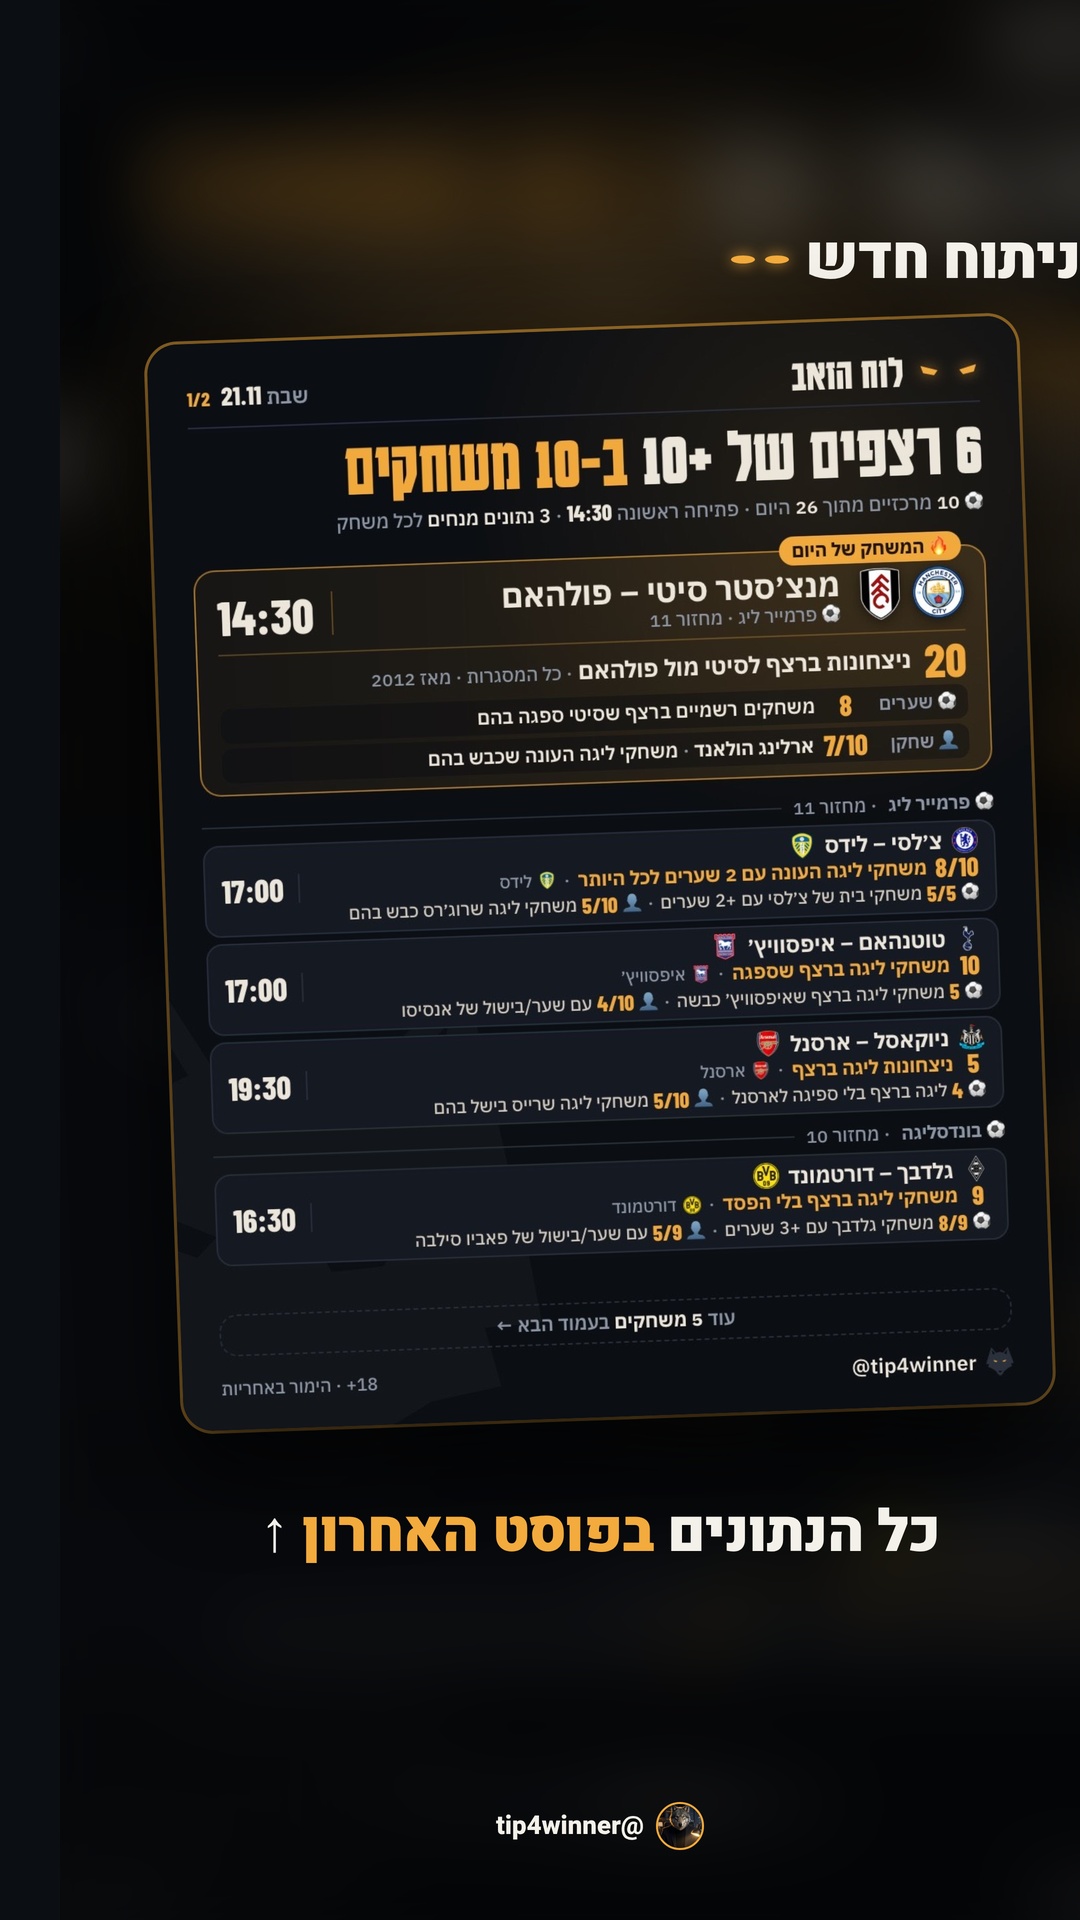 ניתוח חדש
לוח הזאב
שבת 21.11 1/2
6 רצפים של +10 ב-10 משחקים
10 מרכזיים מתוך 26 היום · פתיחה ראשונה 14:30 · 3 נתונים מנחים לכל משחק
המשחק של היום
מנצ'סטר סיטי – פולהאם
פרמייר ליג · מחזור 11
14:30
20 ניצחונות ברצף לסיטי מול פולהאם · כל המסגרות · מאז 2012
שערים 8 משחקים רשמיים ברצף שסיטי ספגה בהם
שחקן 7/10 ארלינג הולאנד · משחקי ליגה העונה שכבש בהם
פרמייר ליג · מחזור 11
צ'לסי – לידס
8/10 משחקי ליגה העונה עם 2 שערים לכל היותר · לידס
5/5 משחקי בית של צ'לסי עם +2 שערים · 5/10 משחקי ליגה שרוג'רס כבש בהם
17:00
טוטנהאם – איפסוויץ'
10 משחקי ליגה ברצף שספגה · איפסוויץ'
5 משחקי ליגה ברצף שאיפסוויץ' כבשה · 4/10 עם שער/בישול של אנסיסו
17:00
ניוקאסל – ארסנל
5 ניצחונות ליגה ברצף · ארסנל
4 ליגה ברצף בלי ספיגה לארסנל · 5/10 משחקי ליגה שרייס בישל בהם
19:30
בונדסליגה · מחזור 10
גלדבך – דורטמונד
9 משחקי ליגה ברצף בלי הפסד · דורטמונד
8/9 משחקי גלדבך עם +3 שערים · 5/9 עם שער/בישול של פאביו סילבה
16:30
עוד 5 משחקים בעמוד הבא ←
@tip4winner
18+ · הימור באחריות
כל הנתונים בפוסט האחרון ↑
tip4winner@